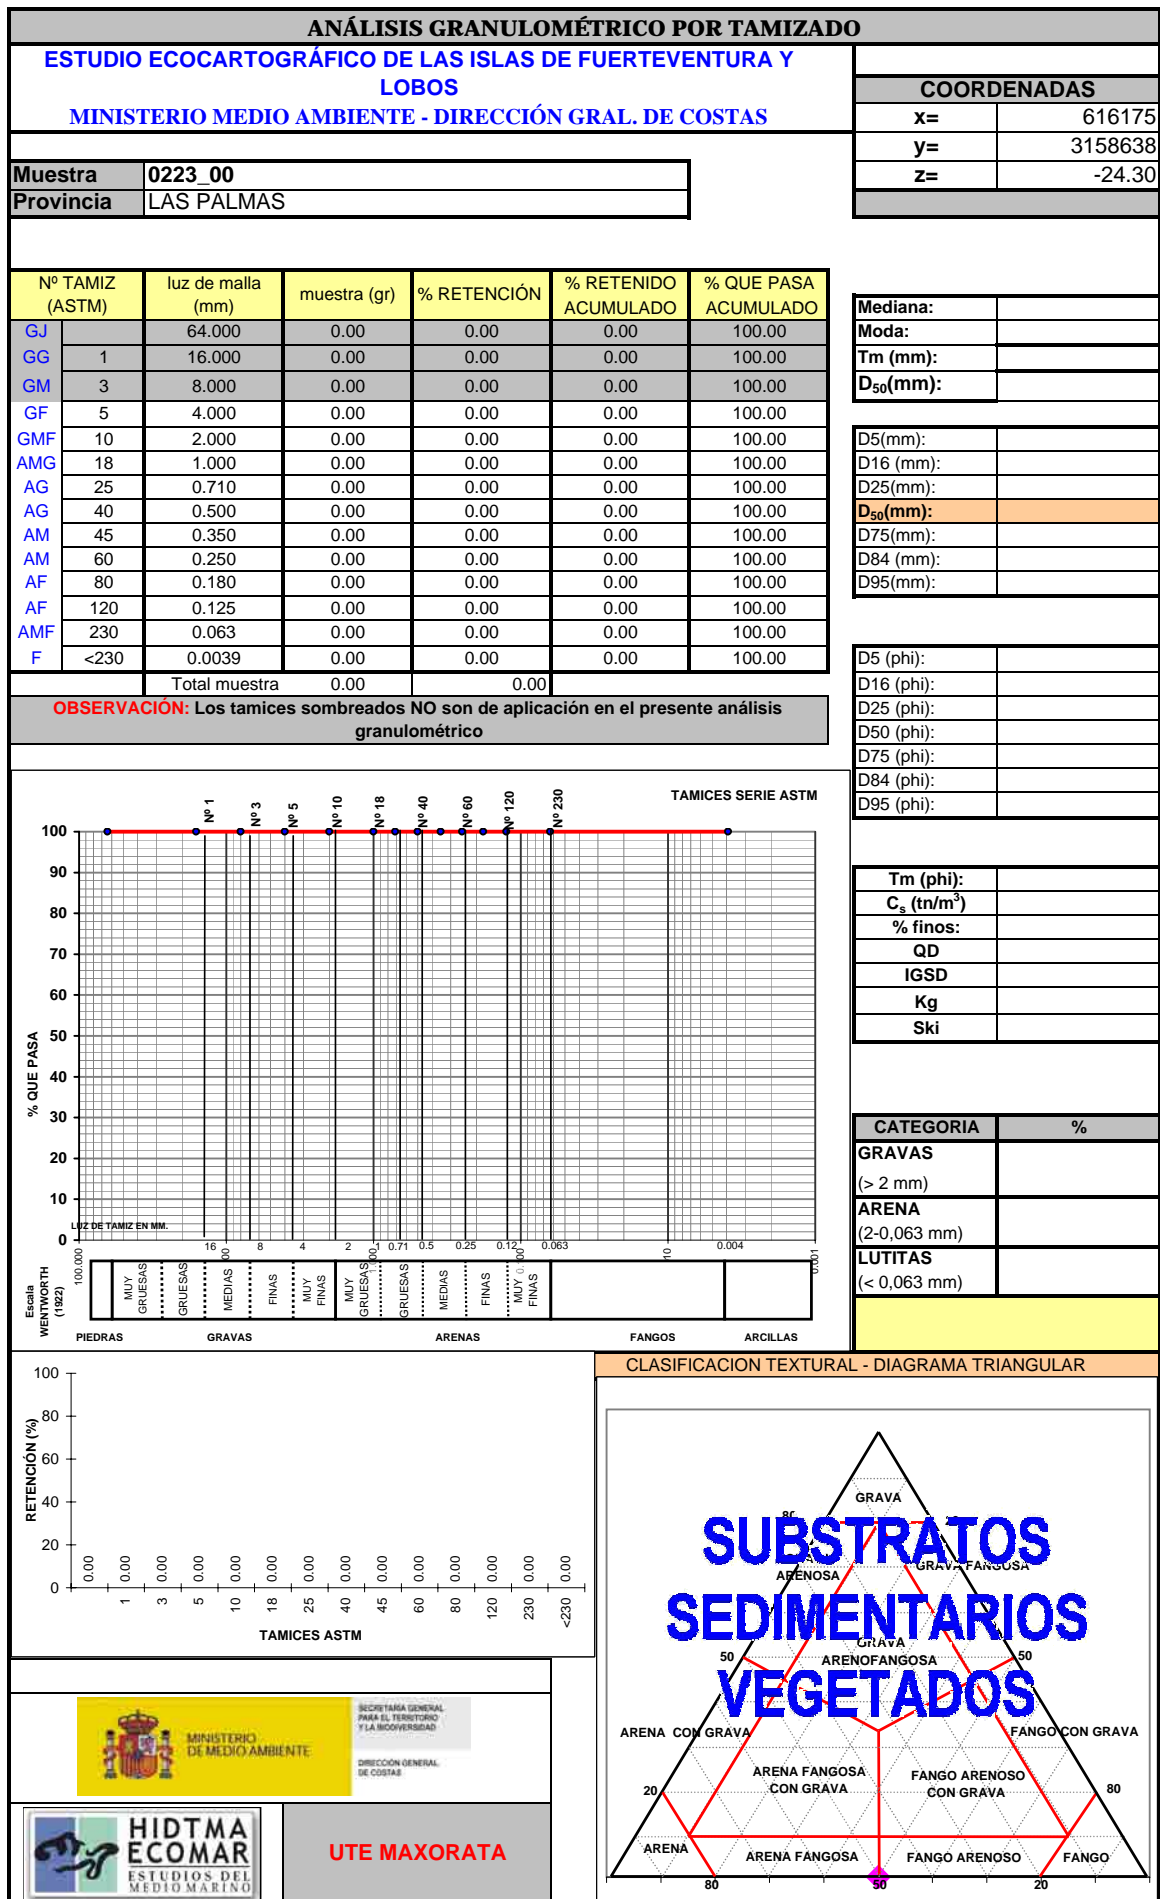 ANÁLISIS GRANULOMÉTRICO POR TAMIZADO
ESTUDIO ECOCARTOGRÁFICO DE LAS ISLAS DE FUERTEVENTURA Y
LOBOS
MINISTERIO MEDIO AMBIENTE - DIRECCIÓN GRAL. DE COSTAS
COORDENADAS
x= 616175
y= 3158638
z= -24.30
Muestra 0223_00
Provincia LAS PALMAS
Nº TAMIZ (ASTM) luz de malla (mm) muestra (gr) % RETENCIÓN % RETENIDO ACUMULADO % QUE PASA ACUMULADO
GJ 64.000 0.00 0.00 0.00 100.00
GG 1 16.000 0.00 0.00 0.00 100.00
GM 3 8.000 0.00 0.00 0.00 100.00
GF 5 4.000 0.00 0.00 0.00 100.00
GMF 10 2.000 0.00 0.00 0.00 100.00
AMG 18 1.000 0.00 0.00 0.00 100.00
AG 25 0.710 0.00 0.00 0.00 100.00
AG 40 0.500 0.00 0.00 0.00 100.00
AM 45 0.350 0.00 0.00 0.00 100.00
AM 60 0.250 0.00 0.00 0.00 100.00
AF 80 0.180 0.00 0.00 0.00 100.00
AF 120 0.125 0.00 0.00 0.00 100.00
AMF 230 0.063 0.00 0.00 0.00 100.00
F <230 0.0039 0.00 0.00 0.00 100.00
Total muestra 0.00 0.00
OBSERVACIÓN: Los tamices sombreados NO son de aplicación en el presente análisis
granulométrico
Mediana:
Moda:
Tm (mm):
D50(mm):
D5(mm):
D16 (mm):
D25(mm):
D50(mm):
D75(mm):
D84 (mm):
D95(mm):
D5 (phi):
D16 (phi):
D25 (phi):
D50 (phi):
D75 (phi):
D84 (phi):
D95 (phi):
Tm (phi):
Cs (tn/m3)
% finos:
QD
IGSD
Kg
Ski
CATEGORIA %
GRAVAS
(> 2 mm)
ARENA
(2-0,063 mm)
LUTITAS
(< 0,063 mm)
TAMICES SERIE ASTM
Nº 1 Nº 3 Nº 5 Nº 10 Nº 18 Nº 40 Nº 60 Nº 120 Nº 230
% QUE PASA
100
90
80
70
60
50
40
30
20
10
0
LUZ DE TAMIZ EN MM.
16 8 4 2 1 0.71 0.5 0.25 0.12 0.063 0.004
100.000
0.001
Escala
WENTWORTH
(1922)
MUY GRUESAS GRUESAS MEDIAS FINAS MUY FINAS MUY GRUESAS GRUESAS MEDIAS FINAS MUY FINAS
PIEDRAS GRAVAS ARENAS FANGOS ARCILLAS
RETENCIÓN (%)
100
80
60
40
20
0
0.00 0.00 0.00 0.00 0.00 0.00 0.00 0.00 0.00 0.00 0.00 0.00 0.00 0.00
1 3 5 10 18 25 40 45 60 80 120 230 <230
TAMICES ASTM
CLASIFICACION TEXTURAL - DIAGRAMA TRIANGULAR
GRAVA
SUBSTRATOS
ARENOSA
GRAVA FANGOSA
SEDIMENTARIOS
GRAVA
ARENOFANGOSA
50 50
VEGETADOS
ARENA CON GRAVA
FANGO CON GRAVA
ARENA FANGOSA
CON GRAVA
FANGO ARENOSO
CON GRAVA
20 80
ARENA
ARENA FANGOSA
FANGO ARENOSO
FANGO
80 50 20
MINISTERIO
DE MEDIO AMBIENTE
SECRETARÍA GENERAL
PARA EL TERRITORIO
Y LA BIODIVERSIDAD
DIRECCIÓN GENERAL
DE COSTAS
HIDTMA
ECOMAR
ESTUDIOS DEL
MEDIO MARINO
UTE MAXORATA